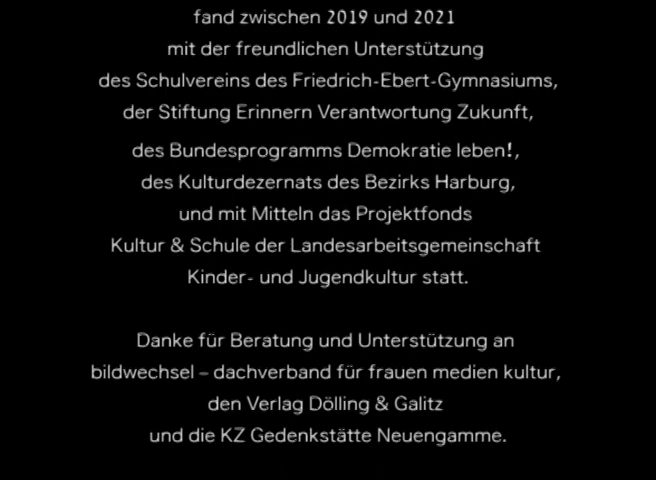 fand zwischen 2019 und 2021
mit der freundlichen Unterstützung
des Schulvereins des Friedrich-Ebert-Gymnasiums,
der Stiftung Erinnern Verantwortung Zukunft,
des Bundesprogramms Demokratie leben!,
des Kulturdezernats des Bezirks Harburg,
und mit Mitteln das Projektfonds
Kultur & Schule der Landesarbeitsgemeinschaft
Kinder- und Jugendkultur statt.
Danke für Beratung und Unterstützung an
bildwechsel – dachverband für frauen medien kultur,
den Verlag Dölling & Galitz
und die KZ Gedenkstätte Neuengamme.